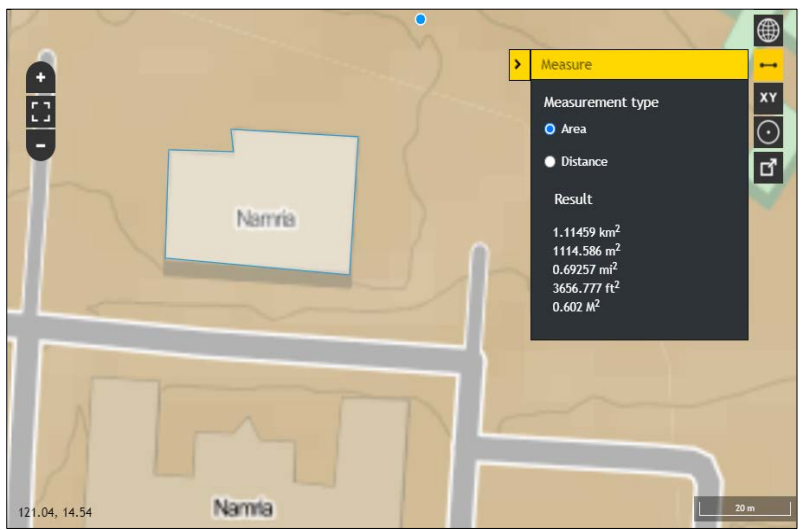 +
-
>
Measure
XY
Measurement type
Area
Distance
Result
1.11459 km²
1114.586 m²
0.69257 mi²
3656.777 ft²
0.602 M²
Namria
Namria
121.04, 14.54
20 m